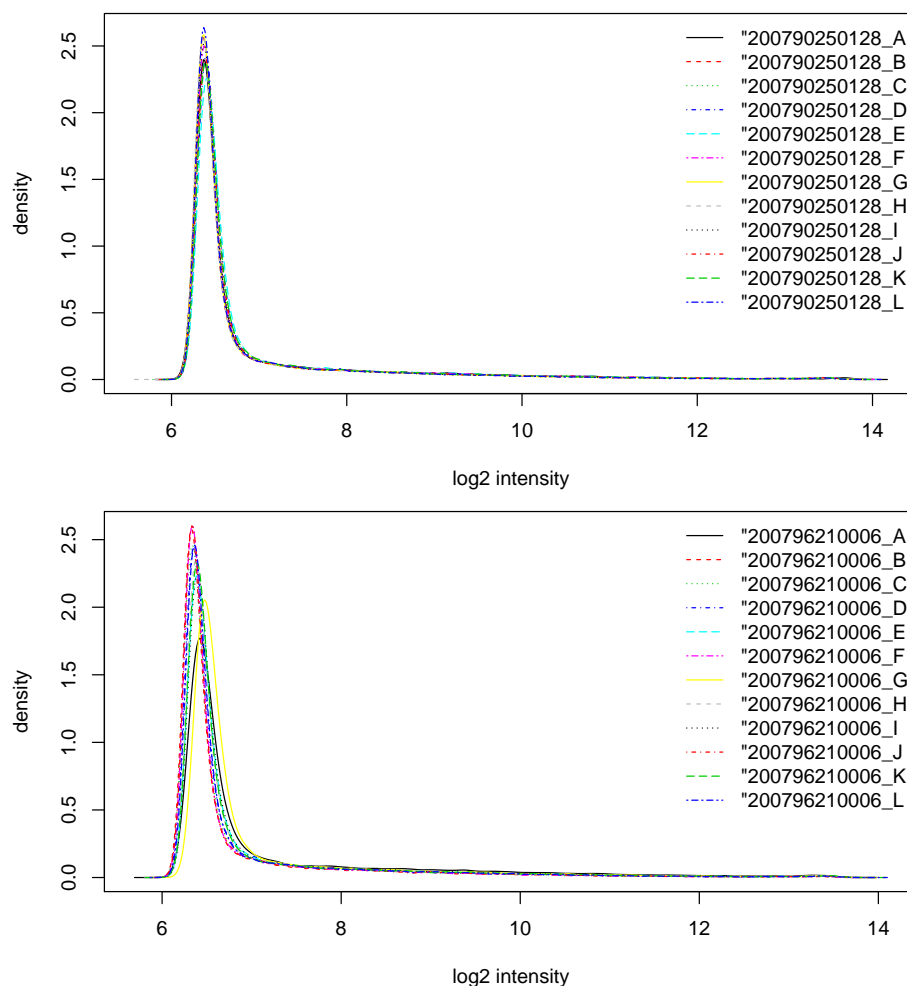 2.5
2.0
1.5
1.0
0.5
0.0
density
6
8
10
12
14
log2 intensity
"200790250128_A
"200790250128_B
"200790250128_C
"200790250128_D
"200790250128_E
"200790250128_F
"200790250128_G
"200790250128_H
"200790250128_I
"200790250128_J
"200790250128_K
"200790250128_L
2.5
2.0
1.5
1.0
0.5
0.0
density
6
8
10
12
14
log2 intensity
"200796210006_A
"200796210006_B
"200796210006_C
"200796210006_D
"200796210006_E
"200796210006_F
"200796210006_G
"200796210006_H
"200796210006_I
"200796210006_J
"200796210006_K
"200796210006_L